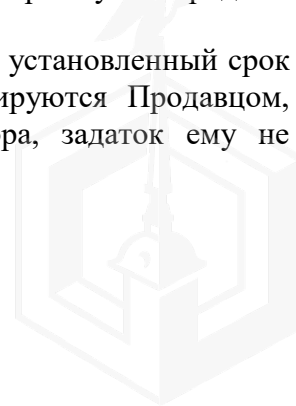 установленный срок
ируются Продавцом,
ра, задаток ему не